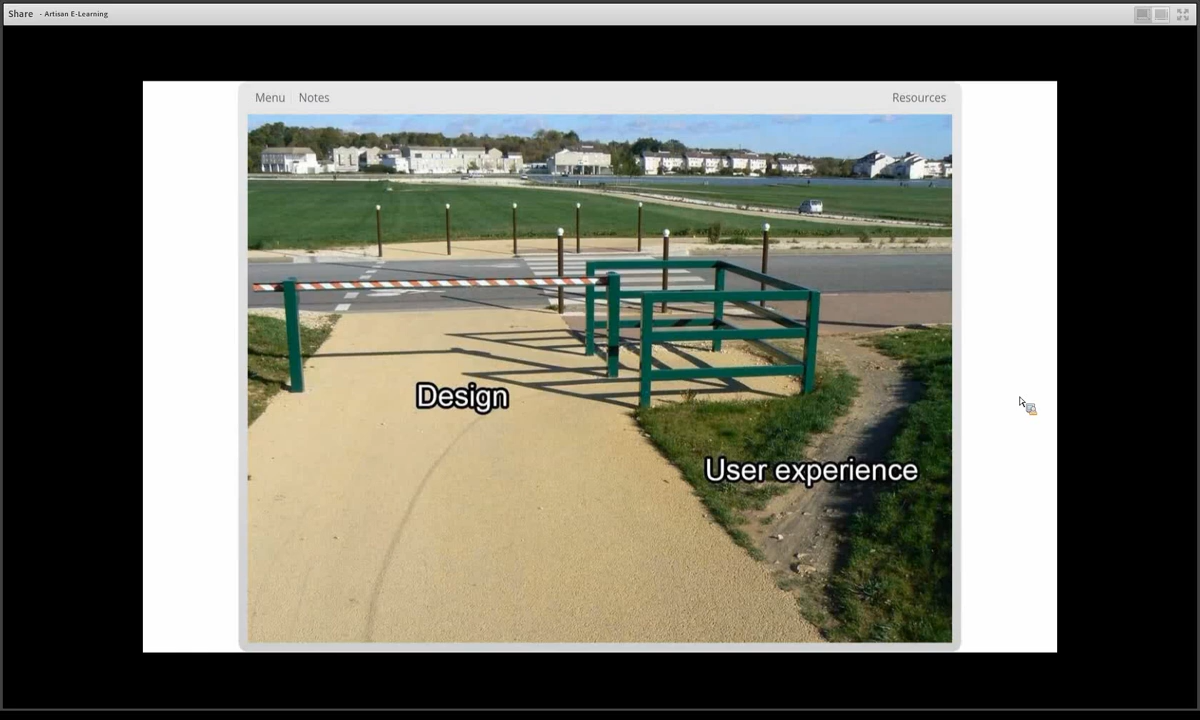 Share - Artisan E-Learning
Menu Notes Resources
Design
User experience